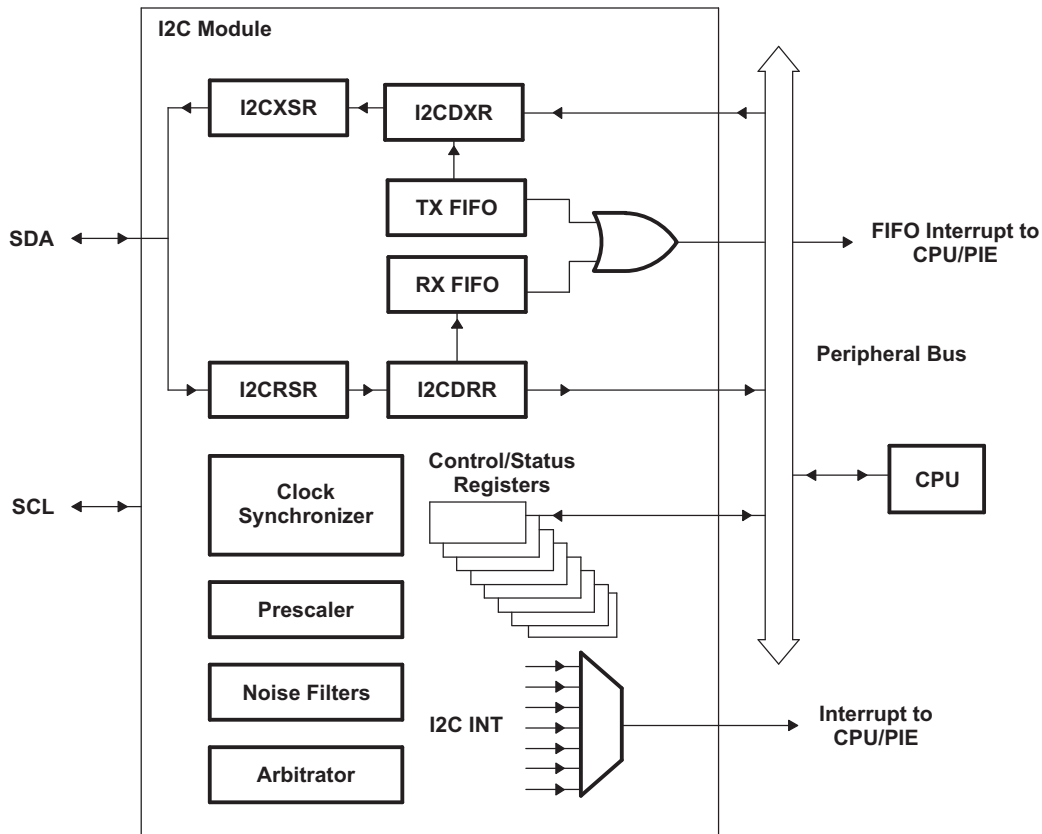 I2C Module
I2CXSR
I2CDXR
TX FIFO
SDA
FIFO Interrupt to
CPU/PIE
RX FIFO
Peripheral Bus
I2CRSR
I2CDRR
Control/Status
Registers
CPU
SCL
Clock
Synchronizer
Prescaler
Noise Filters
I2C INT
Interrupt to
CPU/PIE
Arbitrator